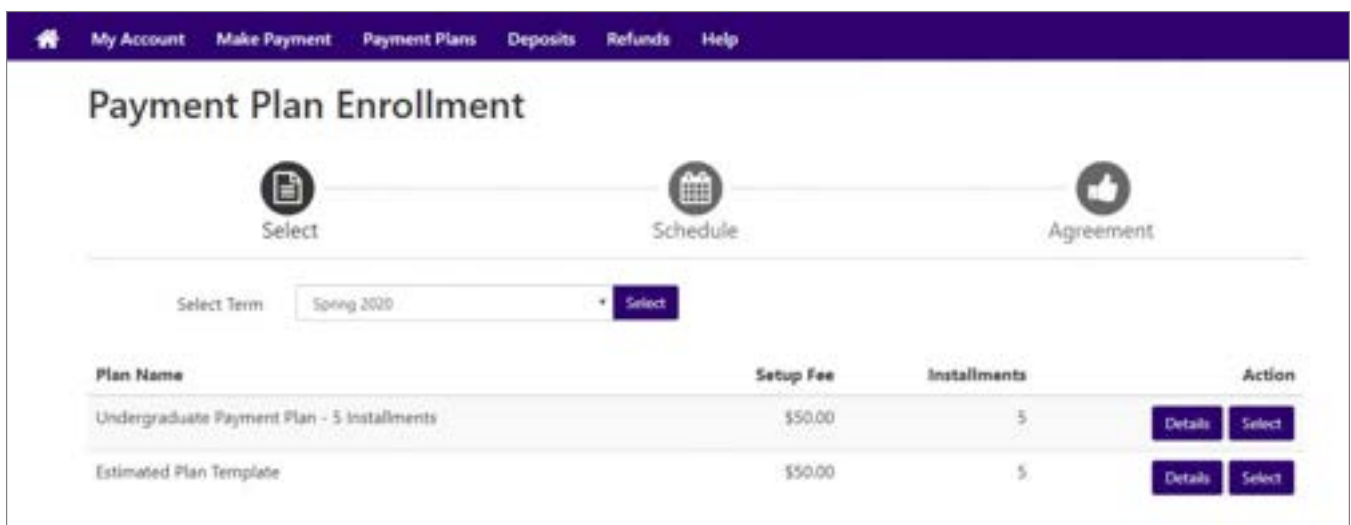 My Account Make Payment Payment Plans Deposits Refunds Help
Payment Plan Enrollment
Select Schedule Agreement
Select Term Spring 2020 Select
Plan Name Setup Fee Installments Action
Undergraduate Payment Plan - 5 Installments $50.00 5 Details Select
Estimated Plan Template $50.00 5 Details Select